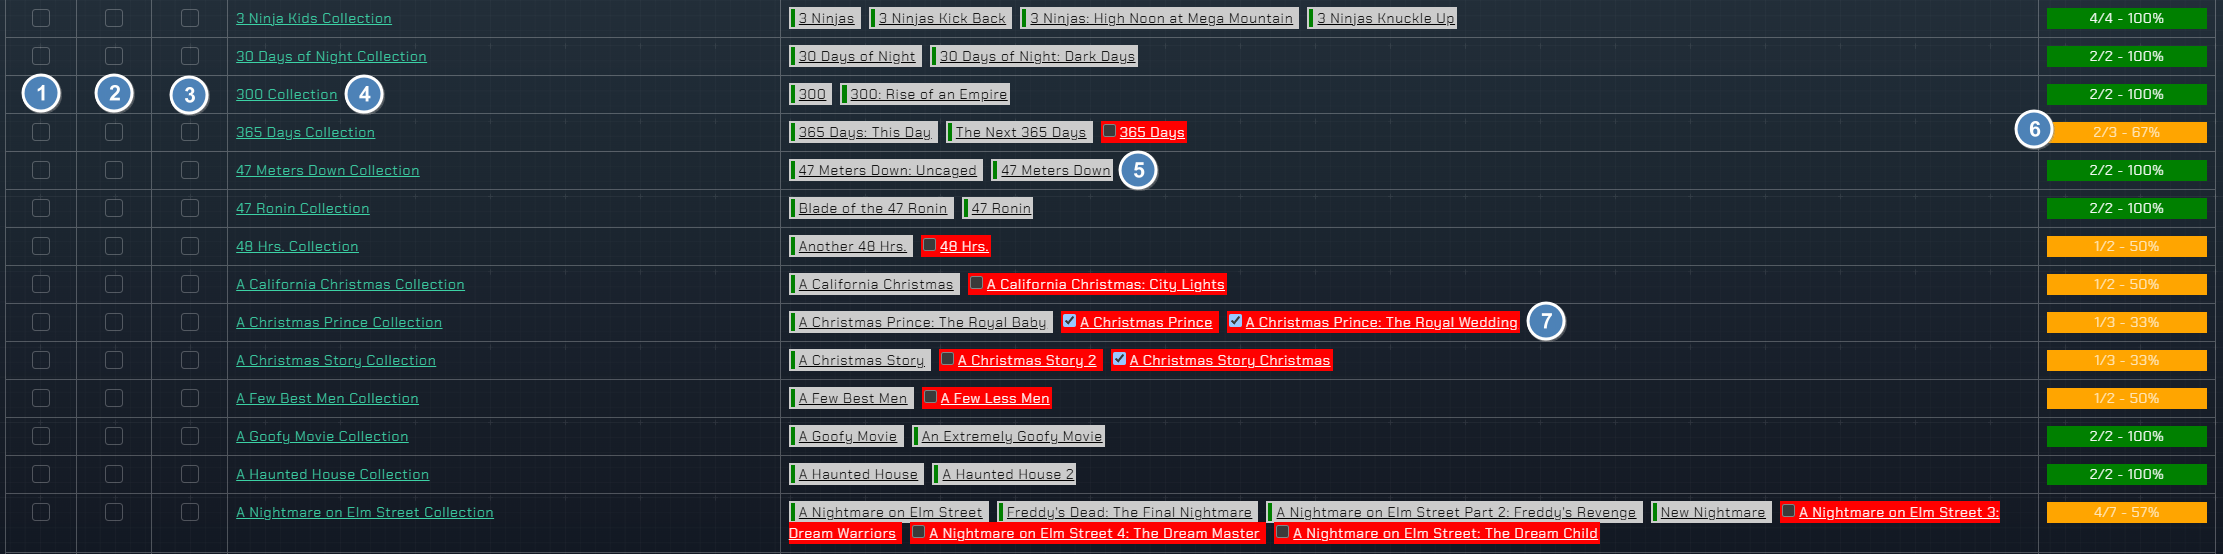 3 Ninja Kids Collection 3 Ninjas 3 Ninjas Kick Back 3 Ninjas: High Noon at Mega Mountain 3 Ninjas Knuckle Up 4/4 - 100%
30 Days of Night Collection 30 Days of Night 30 Days of Night: Dark Days 2/2 - 100%
1 2 3 300 Collection 4 300 300: Rise of an Empire 2/2 - 100%
365 Days Collection 365 Days: This Day The Next 365 Days 365 Days 6 2/3 - 67%
47 Meters Down Collection 47 Meters Down: Uncaged 47 Meters Down 5 2/2 - 100%
47 Ronin Collection Blade of the 47 Ronin 47 Ronin 2/2 - 100%
48 Hrs. Collection Another 48 Hrs. 48 Hrs. 1/2 - 50%
A California Christmas Collection A California Christmas A California Christmas: City Lights 1/2 - 50%
A Christmas Prince Collection A Christmas Prince: The Royal Baby A Christmas Prince A Christmas Prince: The Royal Wedding 7 1/3 - 33%
A Christmas Story Collection A Christmas Story A Christmas Story 2 A Christmas Story Christmas 1/3 - 33%
A Few Best Men Collection A Few Best Men A Few Less Men 1/2 - 50%
A Goofy Movie Collection A Goofy Movie An Extremely Goofy Movie 2/2 - 100%
A Haunted House Collection A Haunted House A Haunted House 2 2/2 - 100%
A Nightmare on Elm Street Collection A Nightmare on Elm Street Freddy's Dead: The Final Nightmare A Nightmare on Elm Street Part 2: Freddy's Revenge New Nightmare A Nightmare on Elm Street 3: 4/7 - 57%
Dream Warriors A Nightmare on Elm Street 4: The Dream Master A Nightmare on Elm Street: The Dream Child